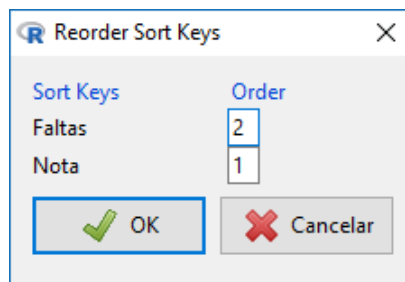 Reorder Sort Keys
Sort Keys Order
Faltas 2
Nota 1
OK Cancelar